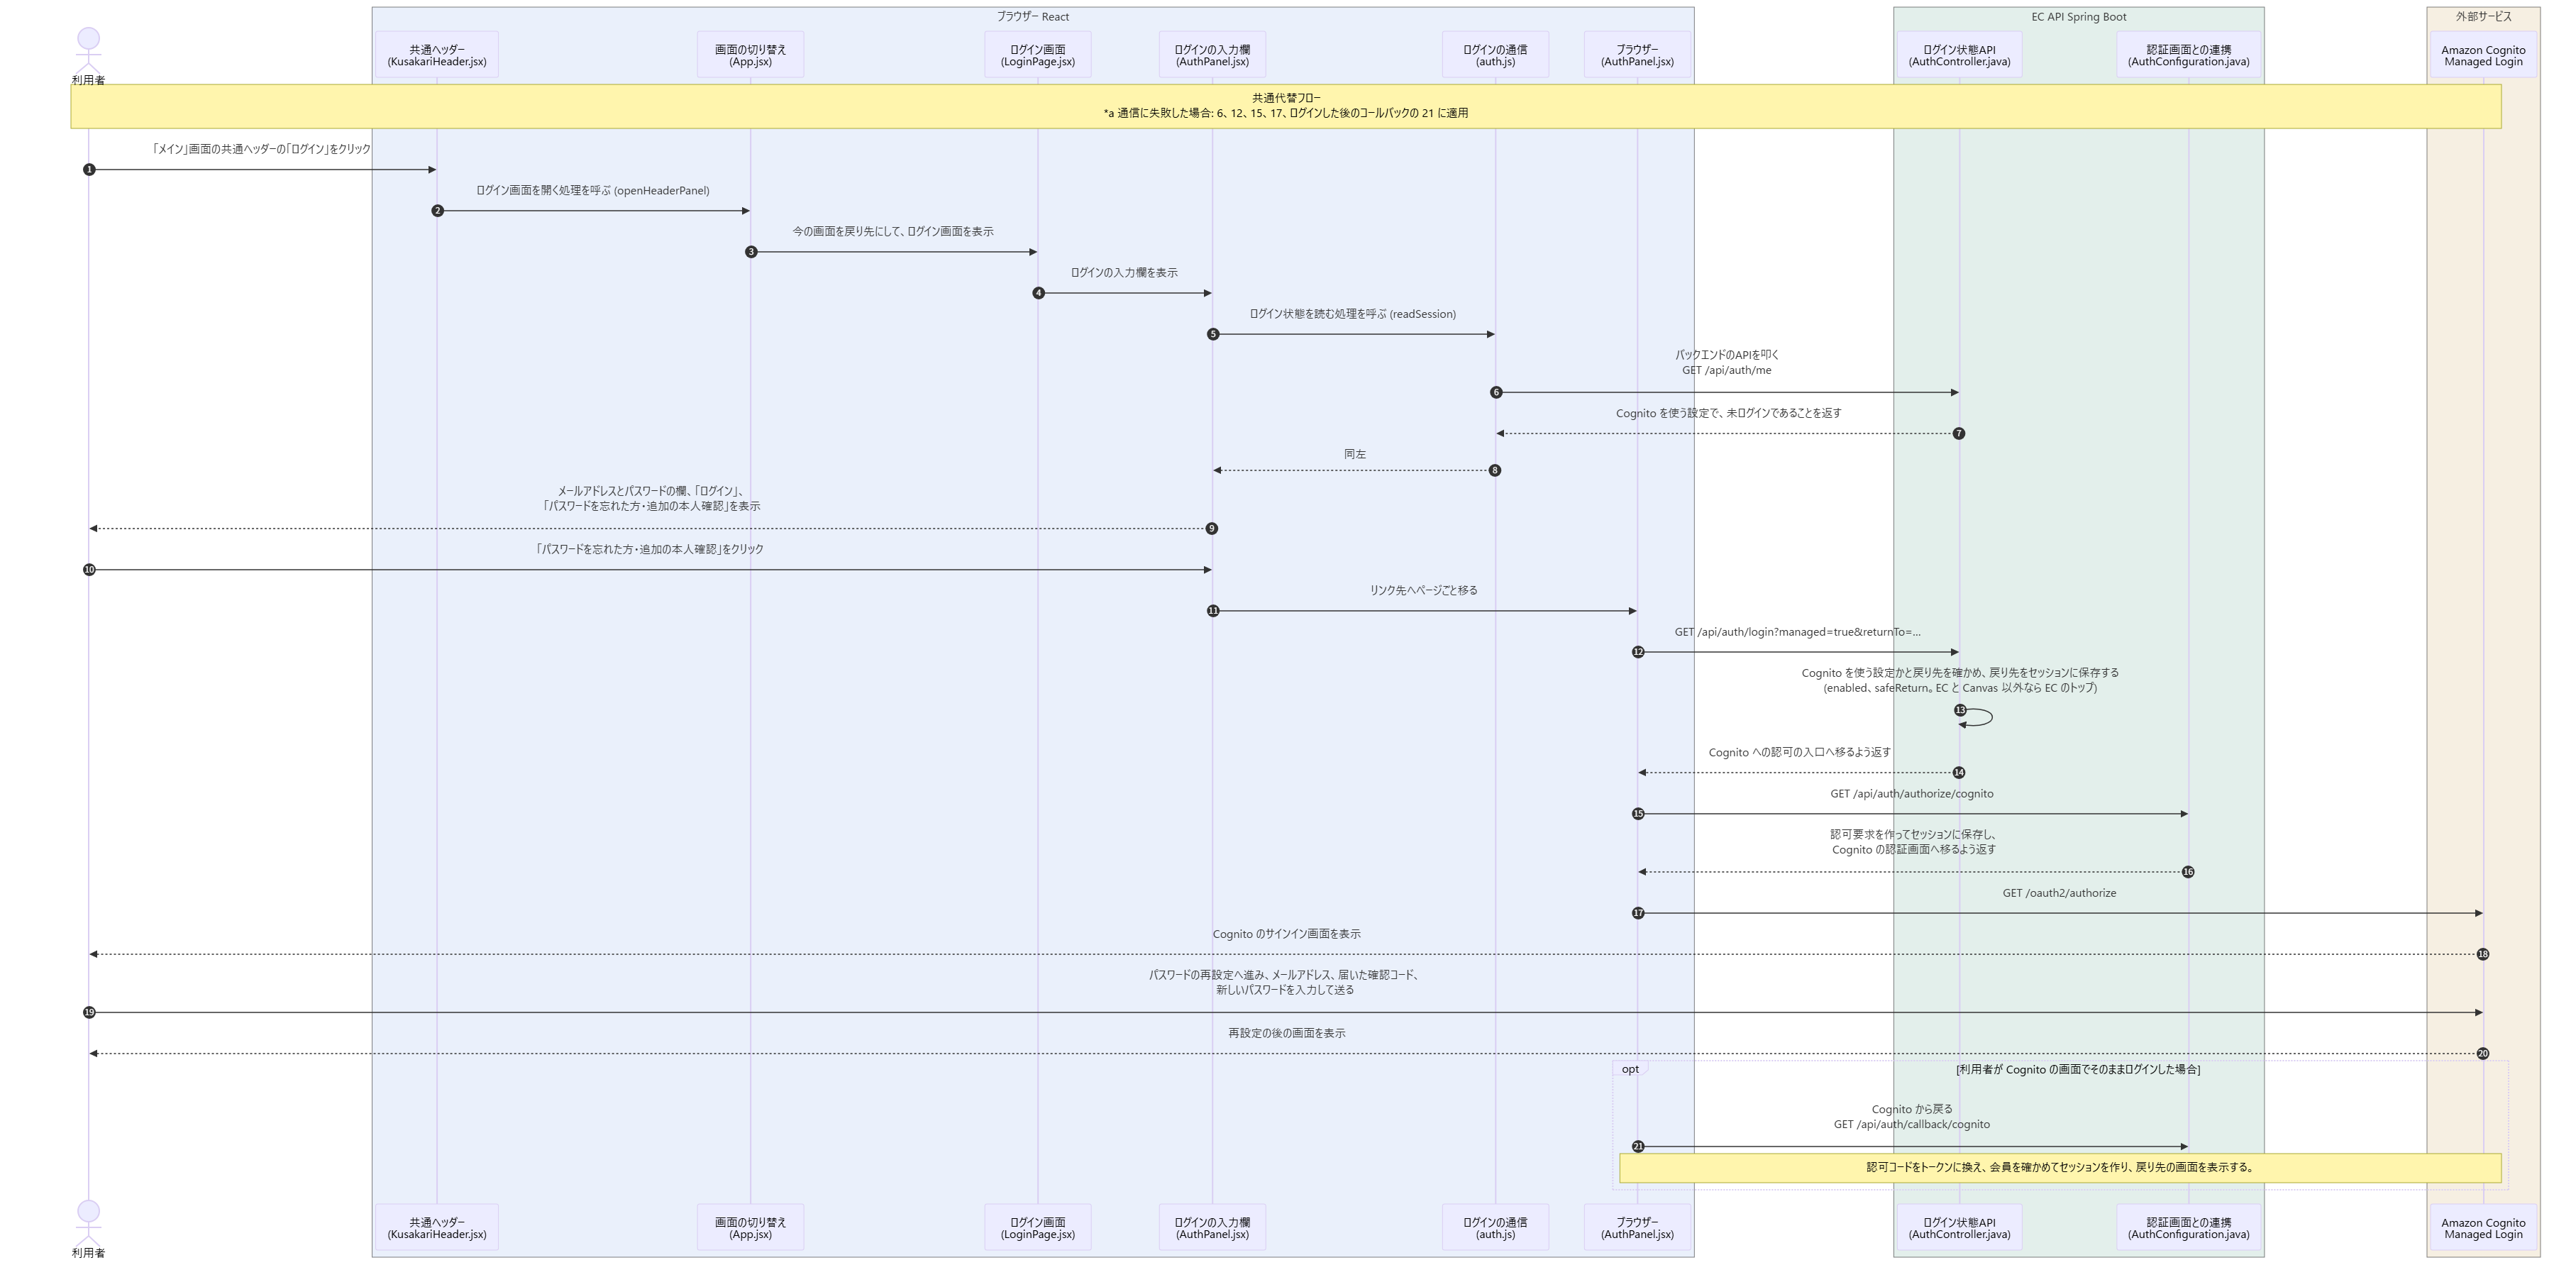 ブラウザー React
EC API Spring Boot
外部サービス
利用者
共通ヘッダー
(KusakariHeader.jsx)
画面の切り替え
(App.jsx)
ログイン画面
(LoginPage.jsx)
ログインの入力欄
(AuthPanel.jsx)
ログインの通信
(auth.js)
ブラウザー
(AuthPanel.jsx)
ログイン状態API
(AuthController.java)
認証画面との連携
(AuthConfiguration.java)
Amazon Cognito
Managed Login
共通代替フロー
*a 通信に失敗した場合: 6、12、15、17、ログインした後のコールバックの 21 に適用
「メイン」画面の共通ヘッダーの「ログイン」をクリック
1
ログイン画面を開く処理を呼ぶ (openHeaderPanel)
2
今の画面を戻り先にして、ログイン画面を表示
3
ログインの入力欄を表示
4
ログイン状態を読む処理を呼ぶ (readSession)
5
バックエンドのAPIを叩く
GET /api/auth/me
6
Cognito を使う設定で、未ログインであることを返す
7
同左
8
メールアドレスとパスワードの欄、「ログイン」、
「パスワードを忘れた方・追加の本人確認」を表示
9
「パスワードを忘れた方・追加の本人確認」をクリック
10
リンク先へページごと移る
11
GET /api/auth/login?managed=true&returnTo=...
12
Cognito を使う設定かと戻り先を確かめ、戻り先をセッションに保存する
(enabled、safeReturn。EC と Canvas 以外なら EC のトップ)
13
Cognito への認可の入口へ移るよう返す
14
GET /api/auth/authorize/cognito
15
認可要求を作ってセッションに保存し、
Cognito の認証画面へ移るよう返す
16
GET /oauth2/authorize
17
Cognito のサインイン画面を表示
18
パスワードの再設定へ進み、メールアドレス、届いた確認コード、
新しいパスワードを入力して送る
19
再設定の後の画面を表示
20
opt
[利用者が Cognito の画面でそのままログインした場合]
Cognito から戻る
GET /api/auth/callback/cognito
21
認可コードをトークンに換え、会員を確かめてセッションを作り、戻り先の画面を表示する。
利用者
共通ヘッダー
(KusakariHeader.jsx)
画面の切り替え
(App.jsx)
ログイン画面
(LoginPage.jsx)
ログインの入力欄
(AuthPanel.jsx)
ログインの通信
(auth.js)
ブラウザー
(AuthPanel.jsx)
ログイン状態API
(AuthController.java)
認証画面との連携
(AuthConfiguration.java)
Amazon Cognito
Managed Login